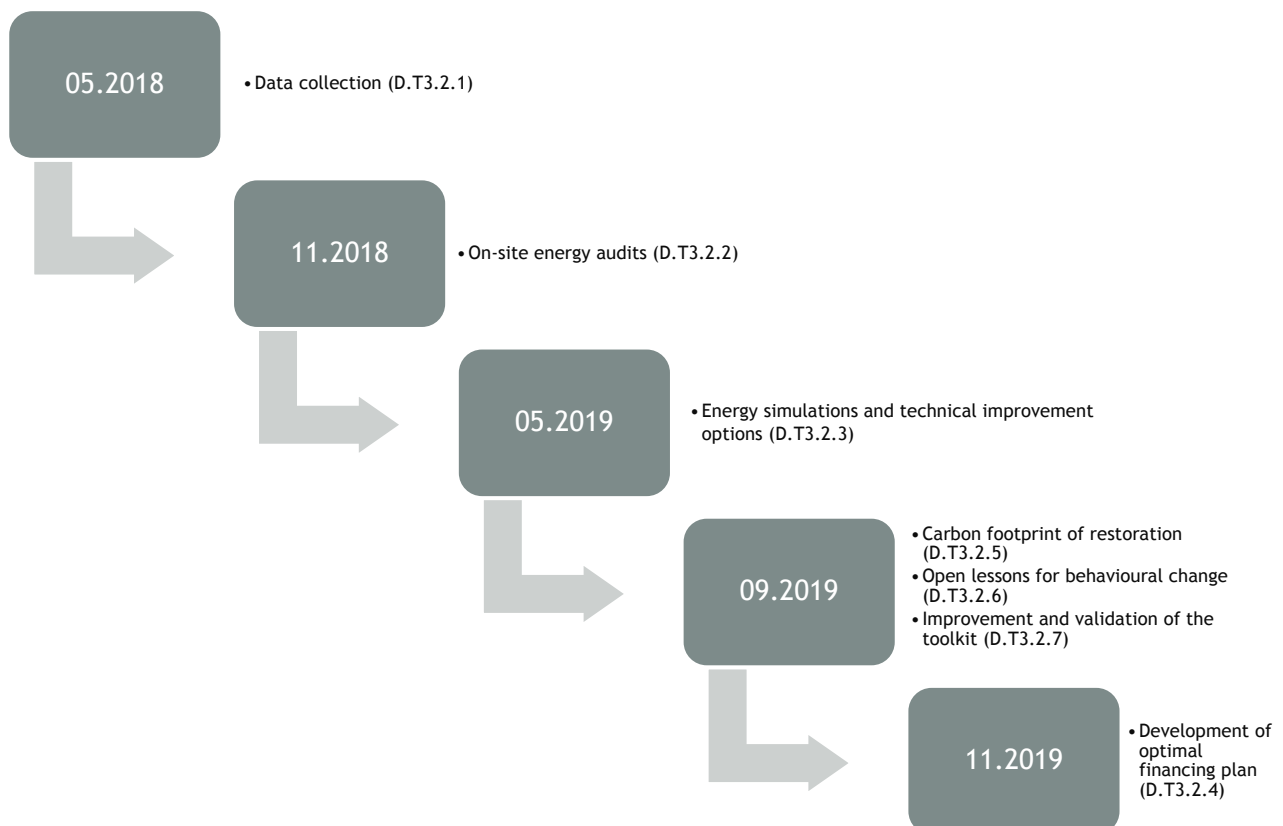 05.2018
• Data collection (D.T3.2.1)
11.2018
• On-site energy audits (D.T3.2.2)
05.2019
• Energy simulations and technical improvement
options (D.T3.2.3)
09.2019
• Carbon footprint of restoration
(D.T3.2.5)
• Open lessons for behavioural change
(D.T3.2.6)
• Improvement and validation of the
toolkit (D.T3.2.7)
11.2019
• Development of
optimal
financing plan
(D.T3.2.4)